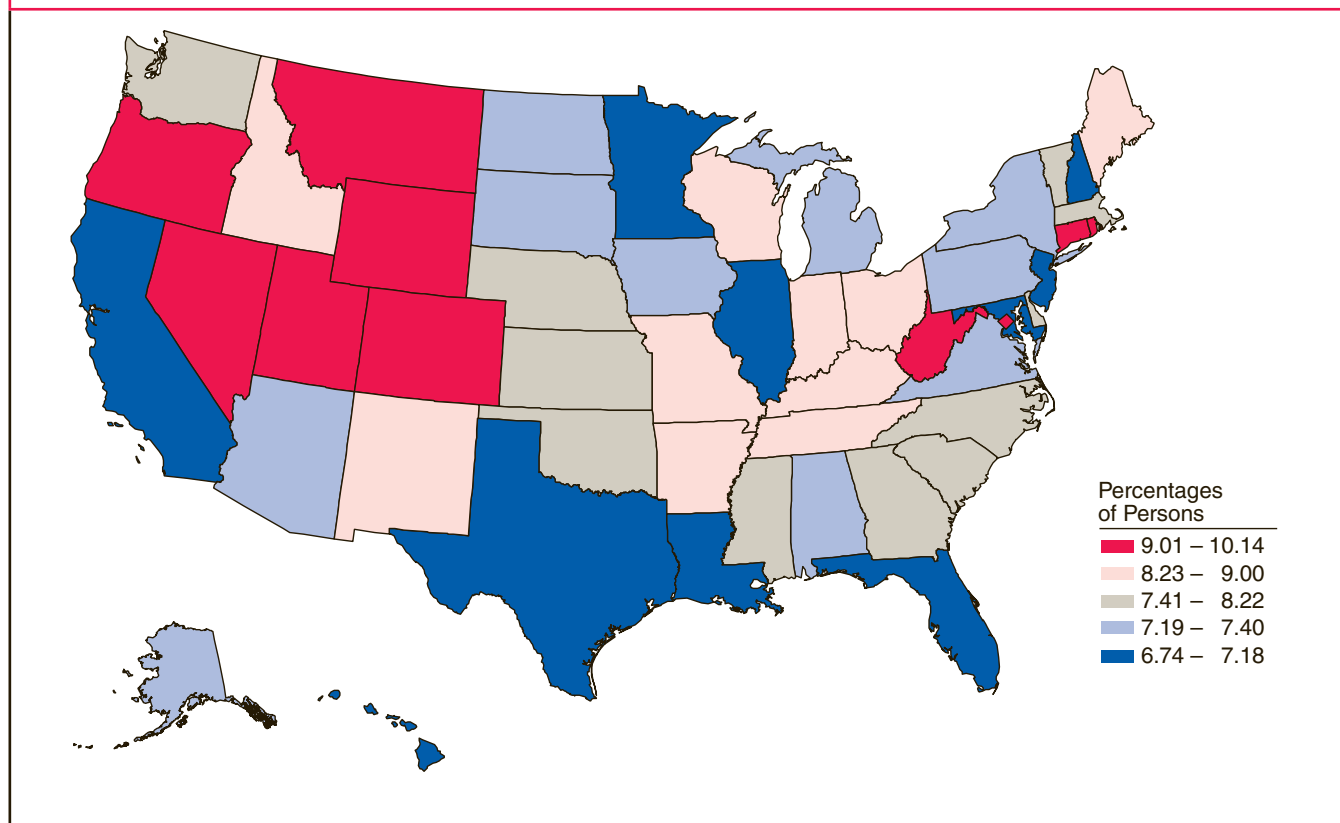 Percentages
of Persons
9.01 – 10.14
8.23 – 9.00
7.41 – 8.22
7.19 – 7.40
6.74 – 7.18